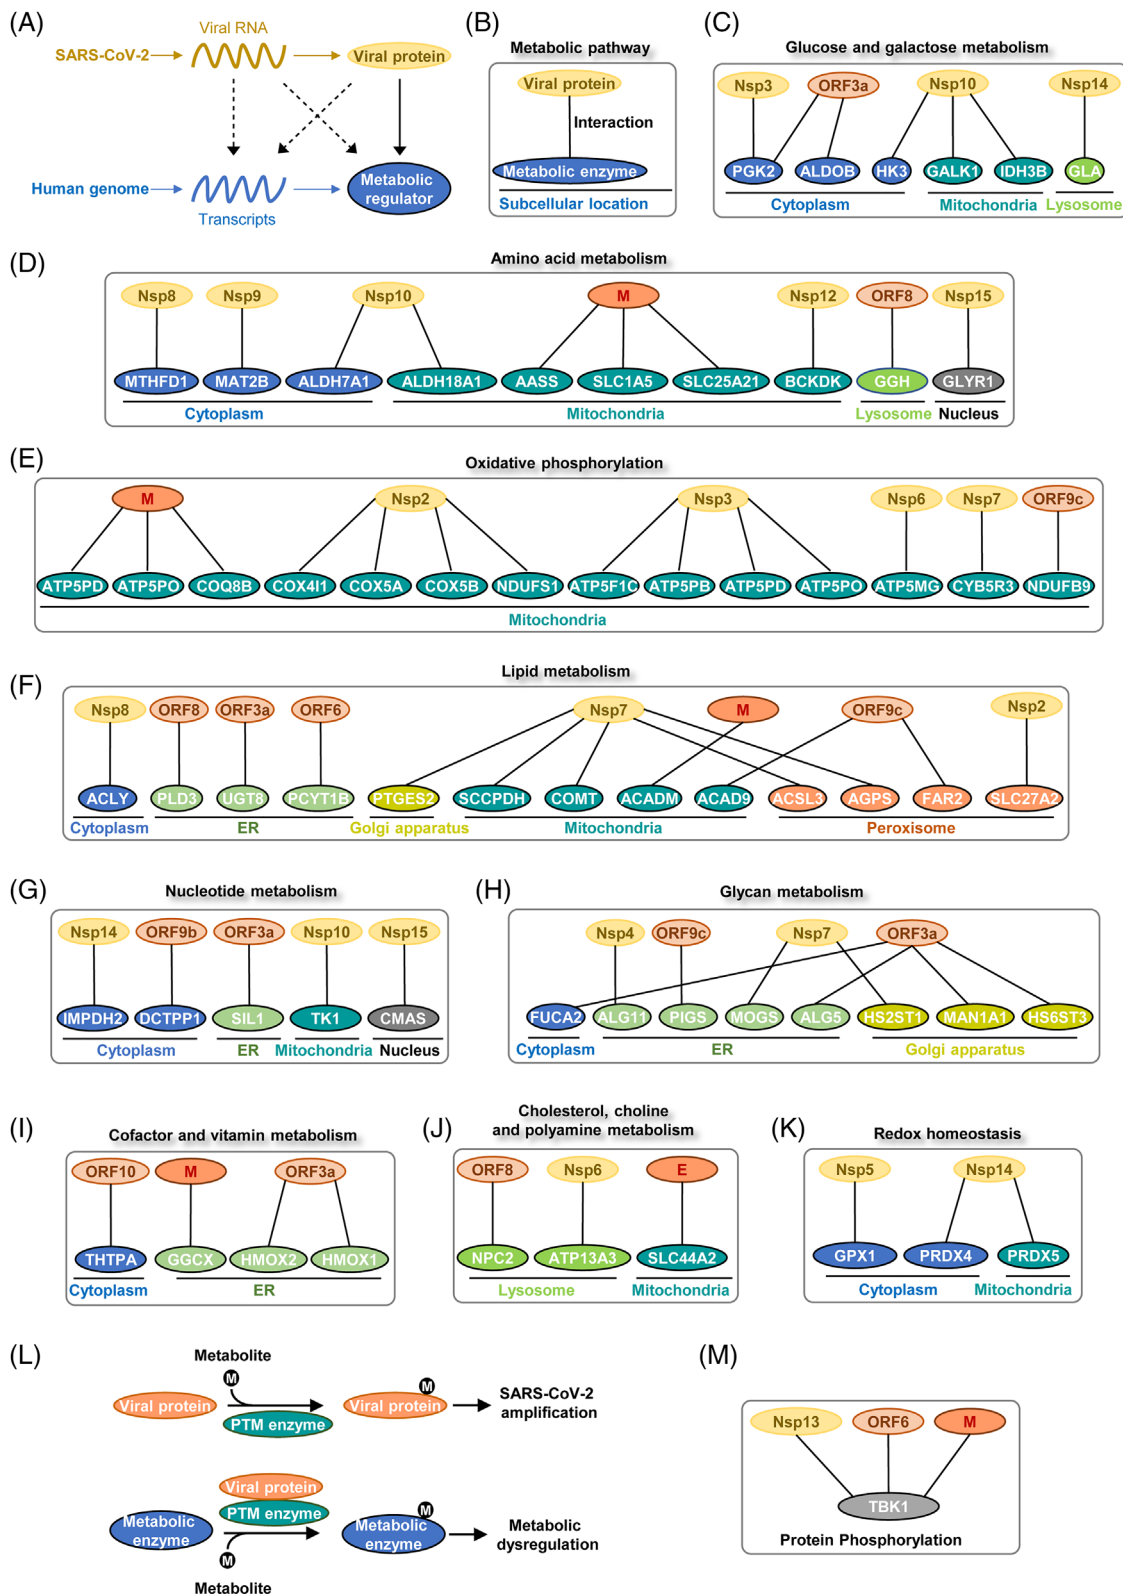 (A)
Viral RNA
SARS-CoV-2
Viral protein
Human genome
Transcripts
Metabolic
regulator
(B)
Metabolic pathway
Viral protein
Interaction
Metabolic enzyme
Subcellular location
(C)
Glucose and galactose metabolism
Nsp3 ORF3a Nsp10 Nsp14
PGK2 ALDOB HK3 GALK1 IDH3B GLA
Cytoplasm Mitochondria Lysosome
(D)
Amino acid metabolism
Nsp8 Nsp9 Nsp10 M Nsp12 ORF8 Nsp15
MTHFD1 MAT2B ALDH7A1 ALDH18A1 AASS SLC1A5 SLC25A21 BCKDK GGH GLYR1
Cytoplasm Mitochondria Lysosome Nucleus
(E)
Oxidative phosphorylation
M Nsp2 Nsp3 Nsp6 Nsp7 ORF9c
ATP5PD ATP5PO COQ8B COX4I1 COX5A COX5B NDUFS1 ATP5F1C ATP5PB ATP5PD ATP5PO ATP5MG CYB5R3 NDUFB9
Mitochondria
(F)
Lipid metabolism
Nsp8 ORF8 ORF3a ORF6 Nsp7 M ORF9c Nsp2
ACLY PLD3 UGT8 PCYT1B PTGES2 SCCPDH COMT ACADM ACAD9 ACSL3 AGPS FAR2 SLC27A2
Cytoplasm ER Golgi apparatus Mitochondria Peroxisome
(G)
Nucleotide metabolism
Nsp14 ORF9b ORF3a Nsp10 Nsp15
IMPDH2 DCTPP1 SIL1 TK1 CMAS
Cytoplasm ER Mitochondria Nucleus
(H)
Glycan metabolism
Nsp4 ORF9c Nsp7 ORF3a
FUCA2 ALG11 PIGS MOGS ALG5 HS2ST1 MAN1A1 HS6ST3
Cytoplasm ER Golgi apparatus
(I)
Cofactor and vitamin metabolism
ORF10 M ORF3a
THTPA GGCX HMOX2 HMOX1
Cytoplasm ER
(J)
Cholesterol, choline
and polyamine metabolism
ORF8 Nsp6 E
NPC2 ATP13A3 SLC44A2
Lysosome Mitochondria
(K)
Redox homeostasis
Nsp5 Nsp14
GPX1 PRDX4 PRDX5
Cytoplasm Mitochondria
(L)
Metabolite
M
M
Viral protein
PTM enzyme
Viral protein
SARS-CoV-2
amplification
Viral protein
PTM enzyme
M
Metabolic
enzyme
Metabolic
enzyme
Metabolic
dysregulation
M
Metabolite
(M)
Nsp13 ORF6 M
TBK1
Protein Phosphorylation